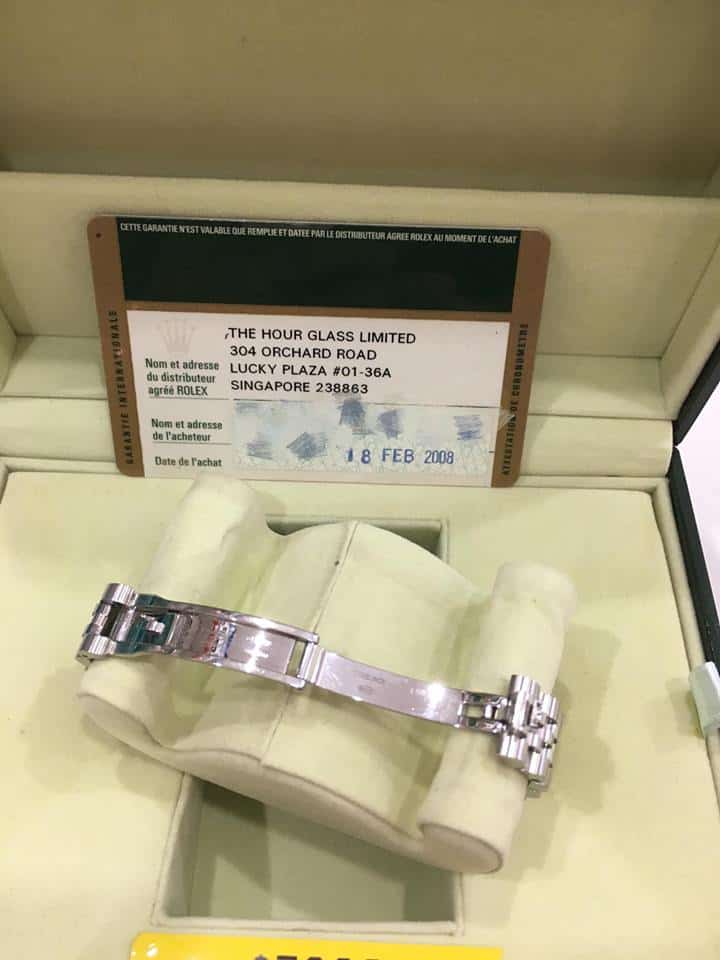 CETTE GARANTIE N'EST VALABLE QUE REMPLIE ET DATEE PAR LE DISTRIBUTEUR AGREE ROLEX AU MOMENT DE L'ACHAT
GARANTIE INTERNATIONALE
Nom et adresse
du distributeur
agréé ROLEX
THE HOUR GLASS LIMITED
304 ORCHARD ROAD
LUCKY PLAZA #01-36A
SINGAPORE 238863
Nom et adresse
de l'acheteur
Date de l'achat
18 FEB 2008
ATTESTATION DE CHRONOMETRE